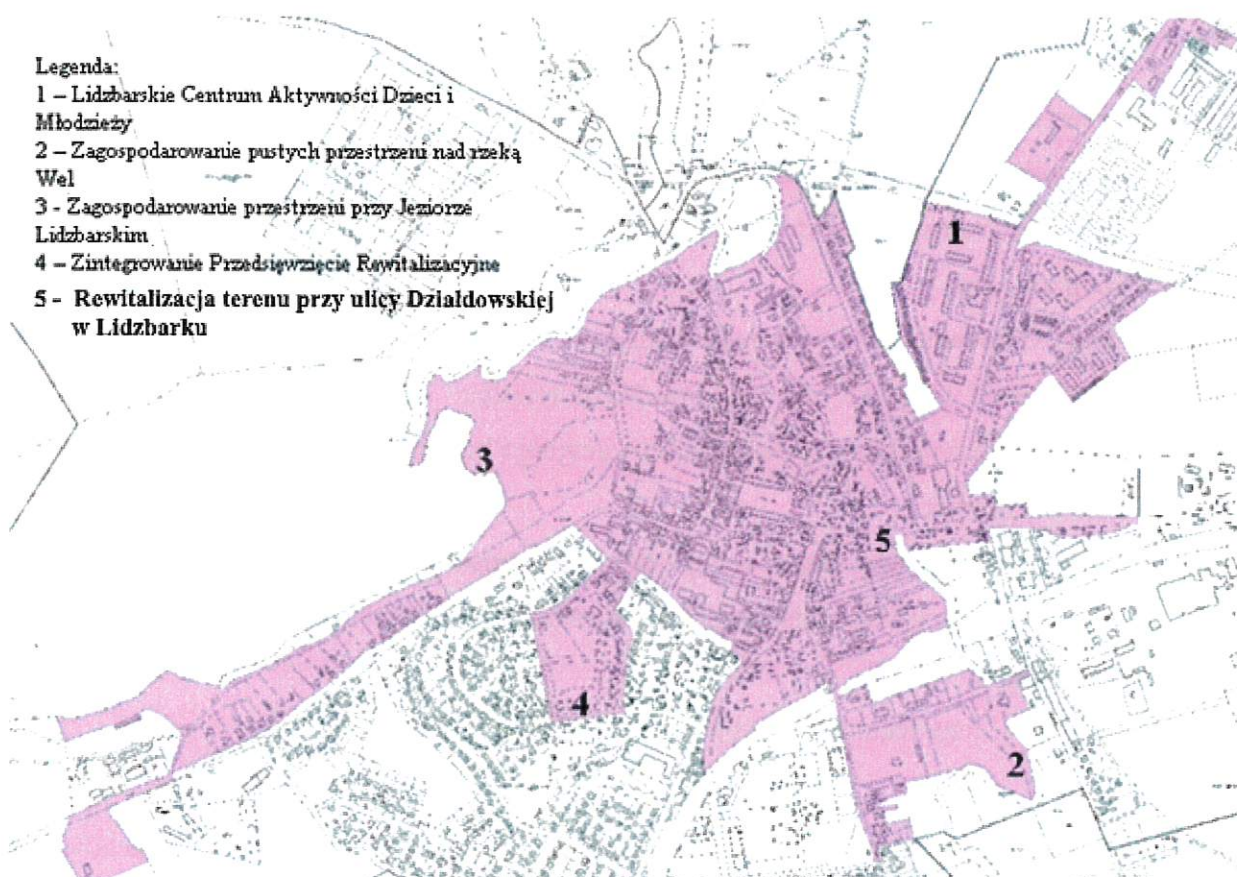 Legenda:
1 – Lidzbarskie Centrum Aktywności Dzieci i
Młodzieży
2 – Zagospodarowanie pustych przestrzeni nad rzeką
Wel
3 - Zagospodarowanie przestrzeni przy Jeziorze
Lidzbarskim
4 – Zintegrowanie Przedsięwzięcie Rewitalizacyjne
5 - Rewitalizacja terenu przy ulicy Działdowskiej
w Lidzbarku
1
3
5
4
2